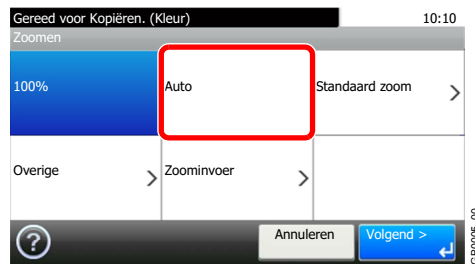 Gereed voor Kopiëren. (Kleur) 10:10
Zoomen
100% Auto Standaard zoom >
Overige > Zoominvoer >
? Annuleren Volgend >